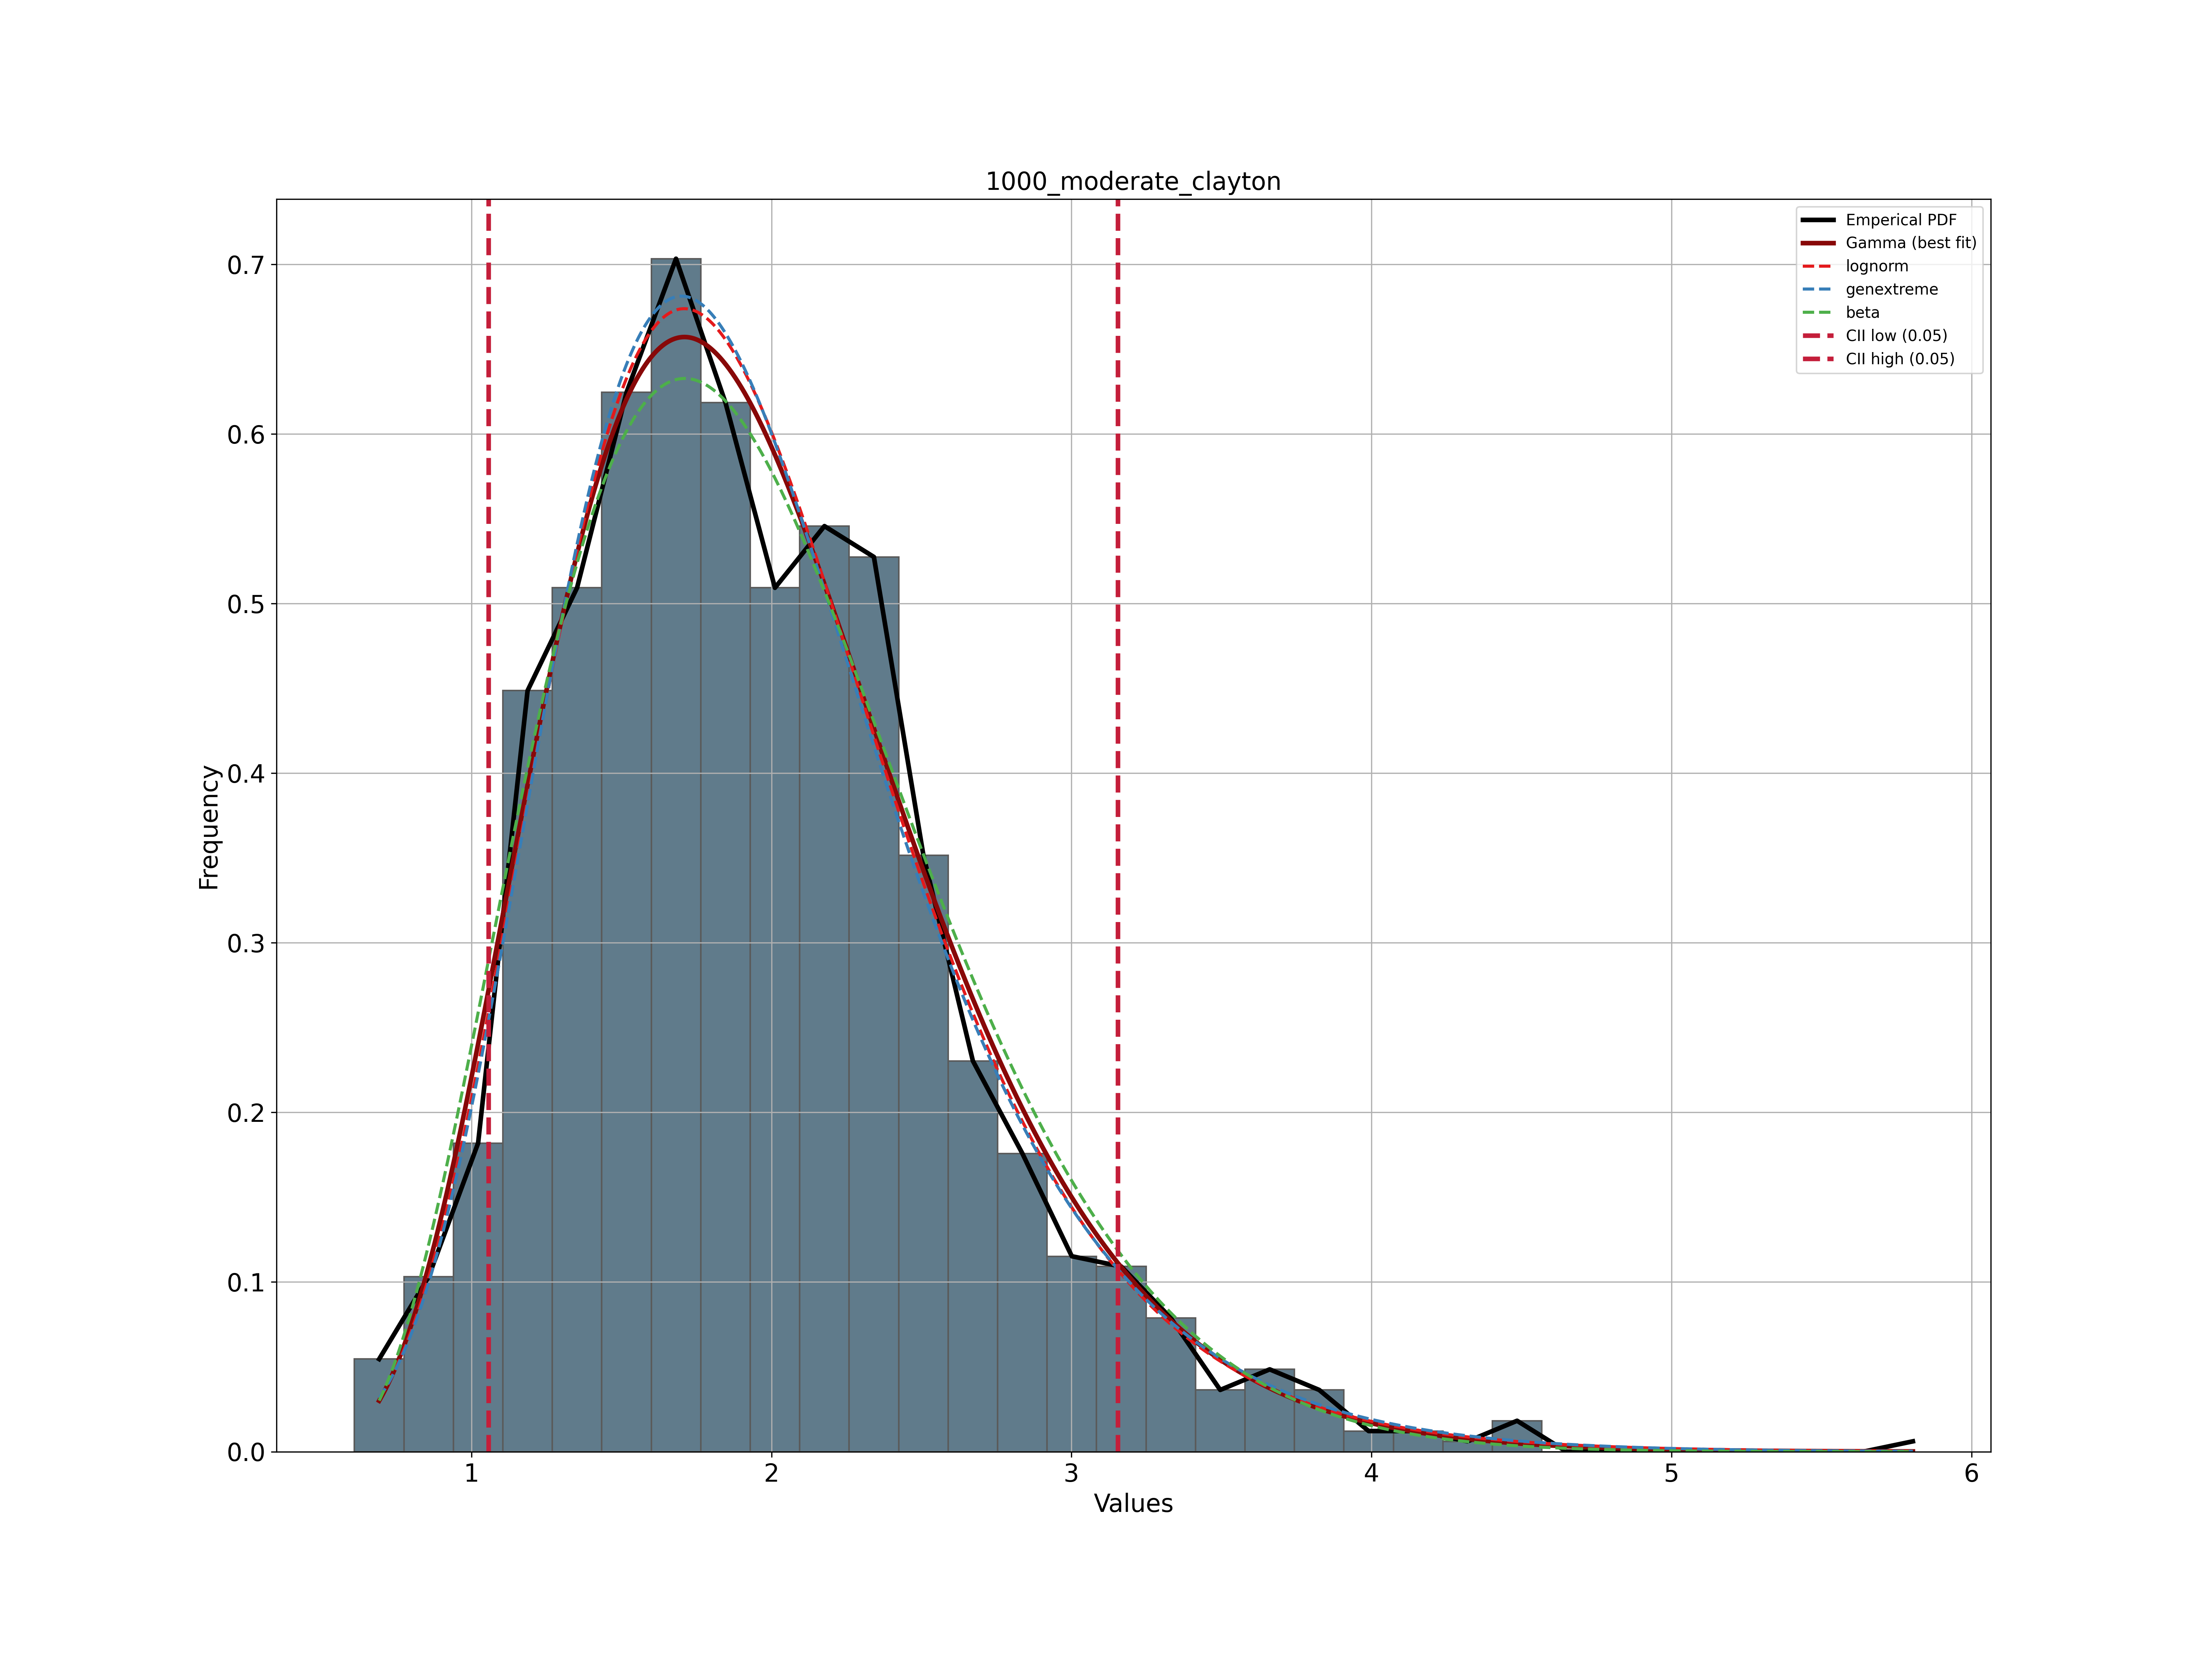 1000_moderate_clayton
Emperical PDF
Gamma (best fit)
lognorm
genextreme
beta
CII low (0.05)
CII high (0.05)
0.7
0.6
0.5
0.4
0.3
0.2
0.1
0.0
Frequency
1 2 3 4 5 6
Values